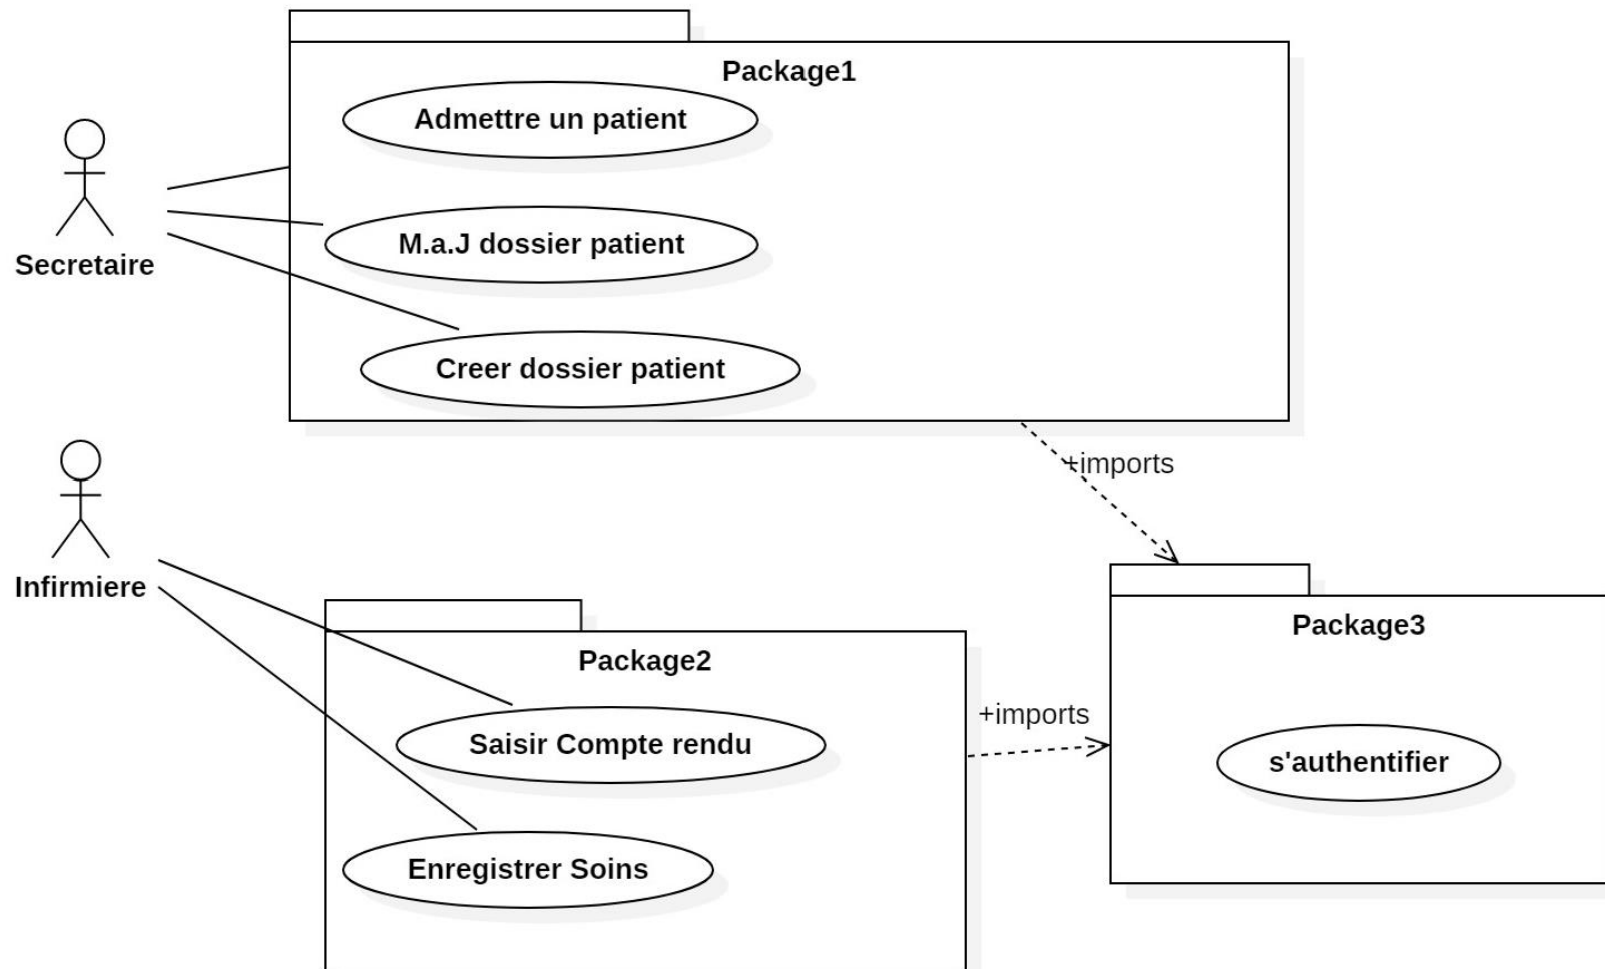 Package1
Admettre un patient
M.a.J dossier patient
Secretaire
Creer dossier patient
+imports
Infirmiere
Package3
Package2
+imports
Saisir Compte rendu
s'authentifier
Enregistrer Soins